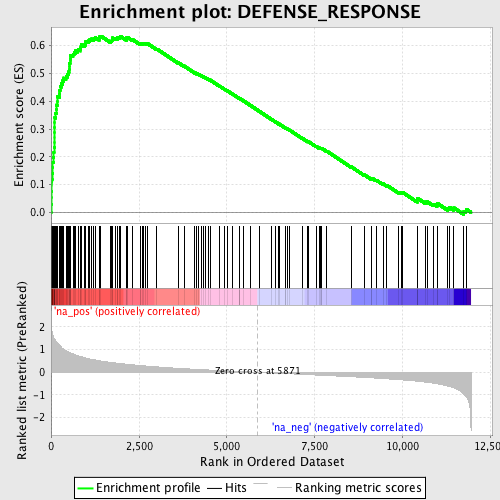 Enrichment plot: DEFENSE_RESPONSE
Enrichment score (ES)
0.6
0.5
0.4
0.3
0.2
0.1
0.0
'na_pos' (positively correlated)
Ranked list metric (PreRanked)
2
1
0
-1
-2
Zero cross at 5871
'na_neg' (negatively correlated)
0
2,500
5,000
7,500
10,000
12,500
Rank in Ordered Dataset
Enrichment profile
Hits
Ranking metric scores